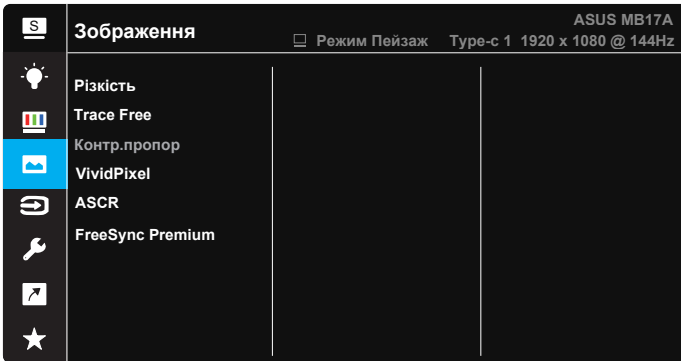 S
Зображення
ASUS MB17A
Режим Пейзаж Type-c 1 1920 x 1080 @ 144Hz
Різкість
Trace Free
Контр.пропор
VividPixel
ASCR
FreeSync Premium